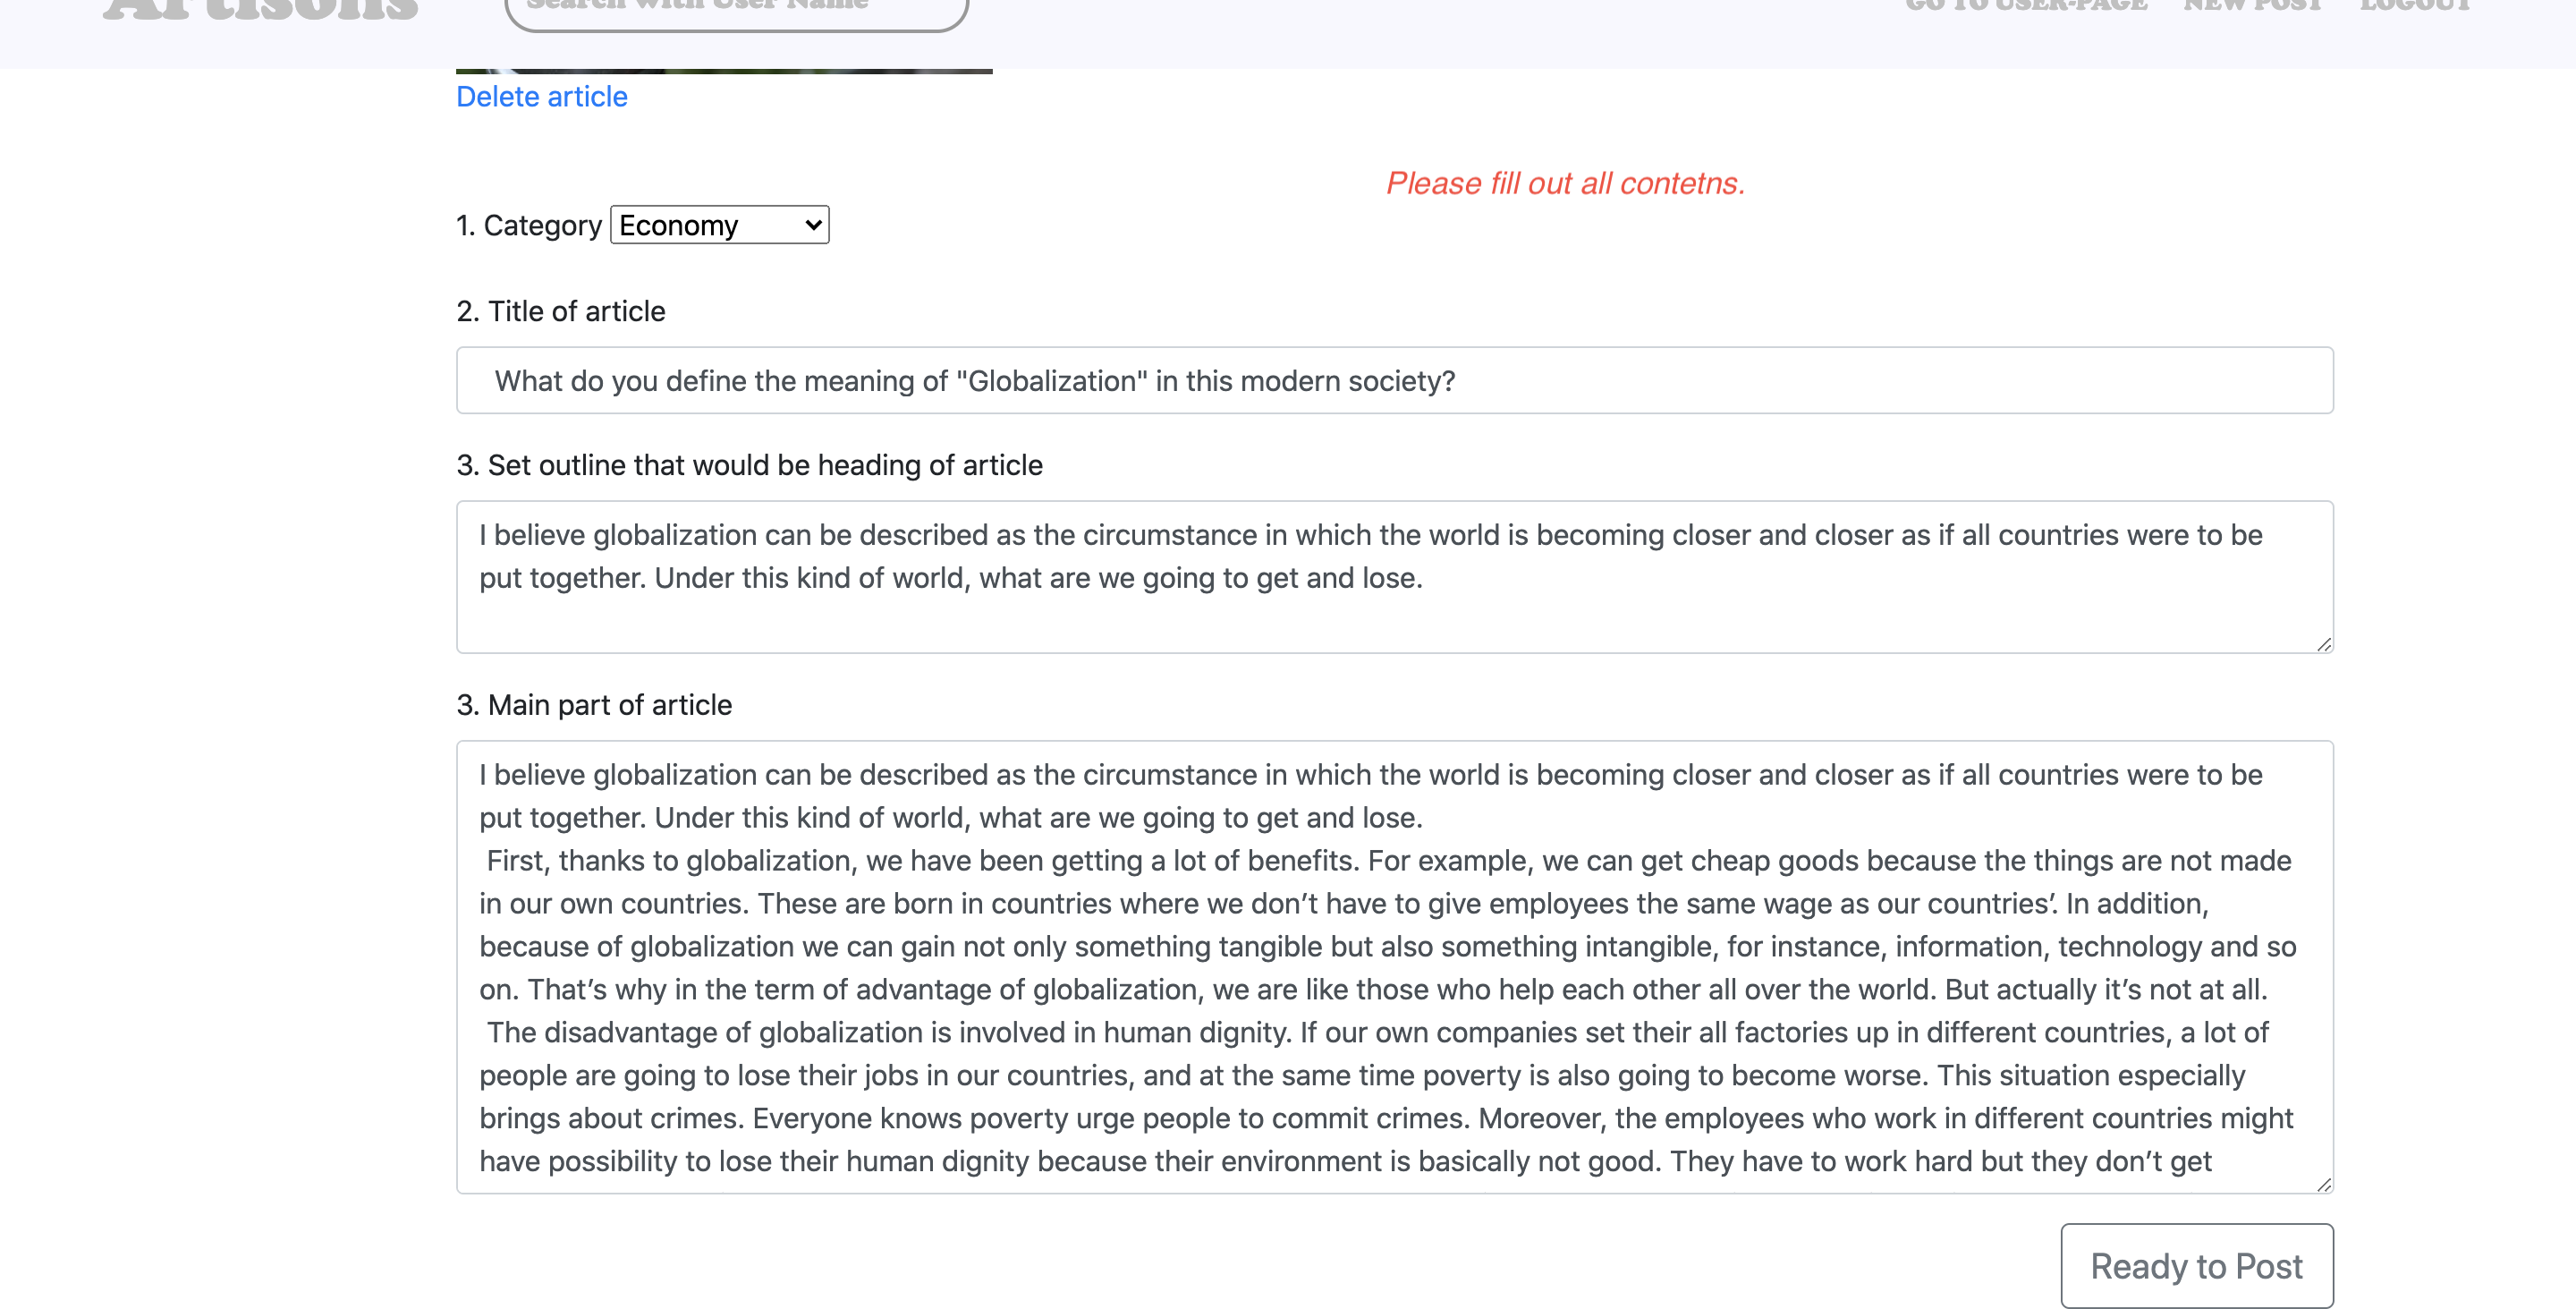 Artisons
Search With User Name
GO TO USER-PAGE NEW POST LOGOUT
Delete article
Please fill out all contetns.
1. Category Economy
2. Title of article
What do you define the meaning of "Globalization" in this modern society?
3. Set outline that would be heading of article
I believe globalization can be described as the circumstance in which the world is becoming closer and closer as if all countries were to be
put together. Under this kind of world, what are we going to get and lose.
3. Main part of article
I believe globalization can be described as the circumstance in which the world is becoming closer and closer as if all countries were to be
put together. Under this kind of world, what are we going to get and lose.
First, thanks to globalization, we have been getting a lot of benefits. For example, we can get cheap goods because the things are not made
in our own countries. These are born in countries where we don’t have to give employees the same wage as our countries’. In addition,
because of globalization we can gain not only something tangible but also something intangible, for instance, information, technology and so
on. That’s why in the term of advantage of globalization, we are like those who help each other all over the world. But actually it’s not at all.
The disadvantage of globalization is involved in human dignity. If our own companies set their all factories up in different countries, a lot of
people are going to lose their jobs in our countries, and at the same time poverty is also going to become worse. This situation especially
brings about crimes. Everyone knows poverty urge people to commit crimes. Moreover, the employees who work in different countries might
have possibility to lose their human dignity because their environment is basically not good. They have to work hard but they don’t get
Ready to Post